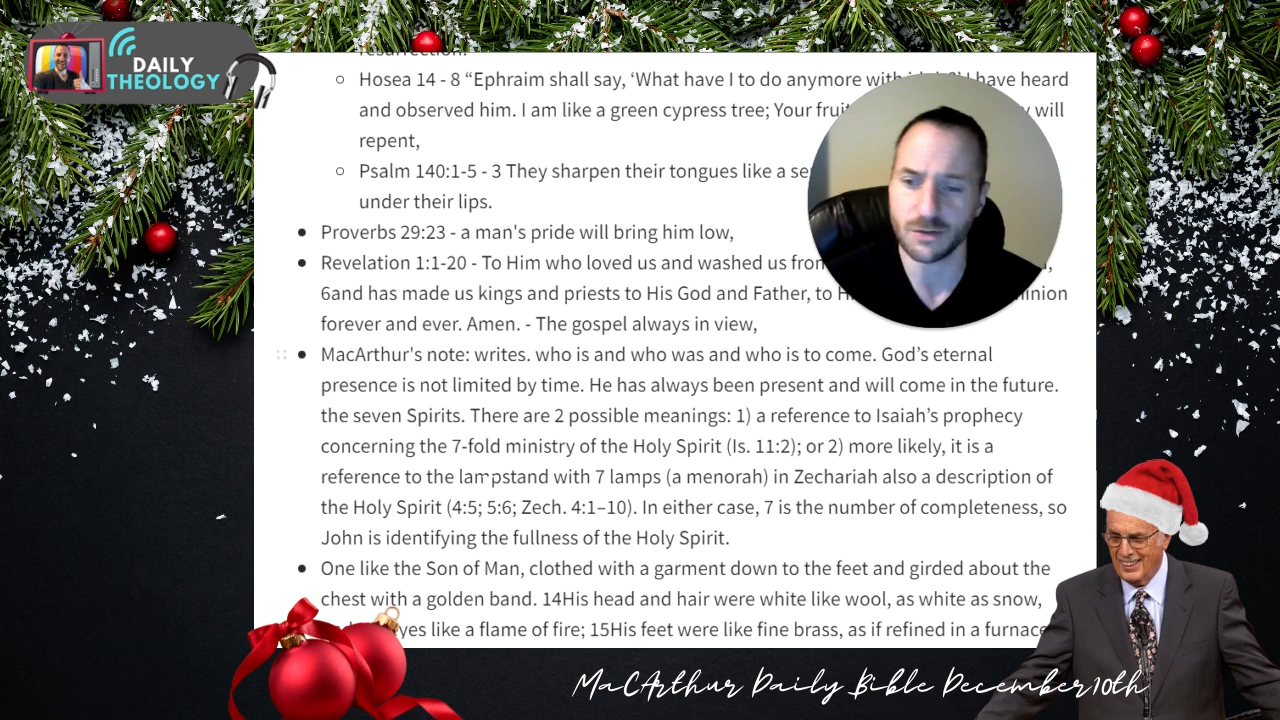 DAILY
THEOLOGY
resurrection.
Hosea 14 - 8 “Ephraim shall say, ‘What have I to do anymore with have heard
and observed him. I am like a green cypress tree; Your fruit will
repent,
Psalm 140:1-5 - 3 They sharpen their tongues like a
under their lips.
Proverbs 29:23 - a man's pride will bring him low,
Revelation 1:1-20 - To Him who loved us and washed us from
6and has made us kings and priests to His God and Father, to
forever and ever. Amen. - The gospel always in view,
MacArthur's note: writes. who is and who was and who is to come. God’s eternal
presence is not limited by time. He has always been present and will come in the future.
the seven Spirits. There are 2 possible meanings: 1) a reference to Isaiah’s prophecy
concerning the 7-fold ministry of the Holy Spirit (Is. 11:2); or 2) more likely, it is a
reference to the lampstand with 7 lamps (a menorah) in Zechariah also a description of
the Holy Spirit (4:5; 5:6; Zech. 4:1–10). In either case, 7 is the number of completeness, so
John is identifying the fullness of the Holy Spirit.
One like the Son of Man, clothed with a garment down to the feet and girded about the
chest with a golden band. 14His head and hair were white like wool, as white as snow,
like a flame of fire; 15His feet were like fine brass, as if refined in a furnace
MacArthur Daily Bible December 10th